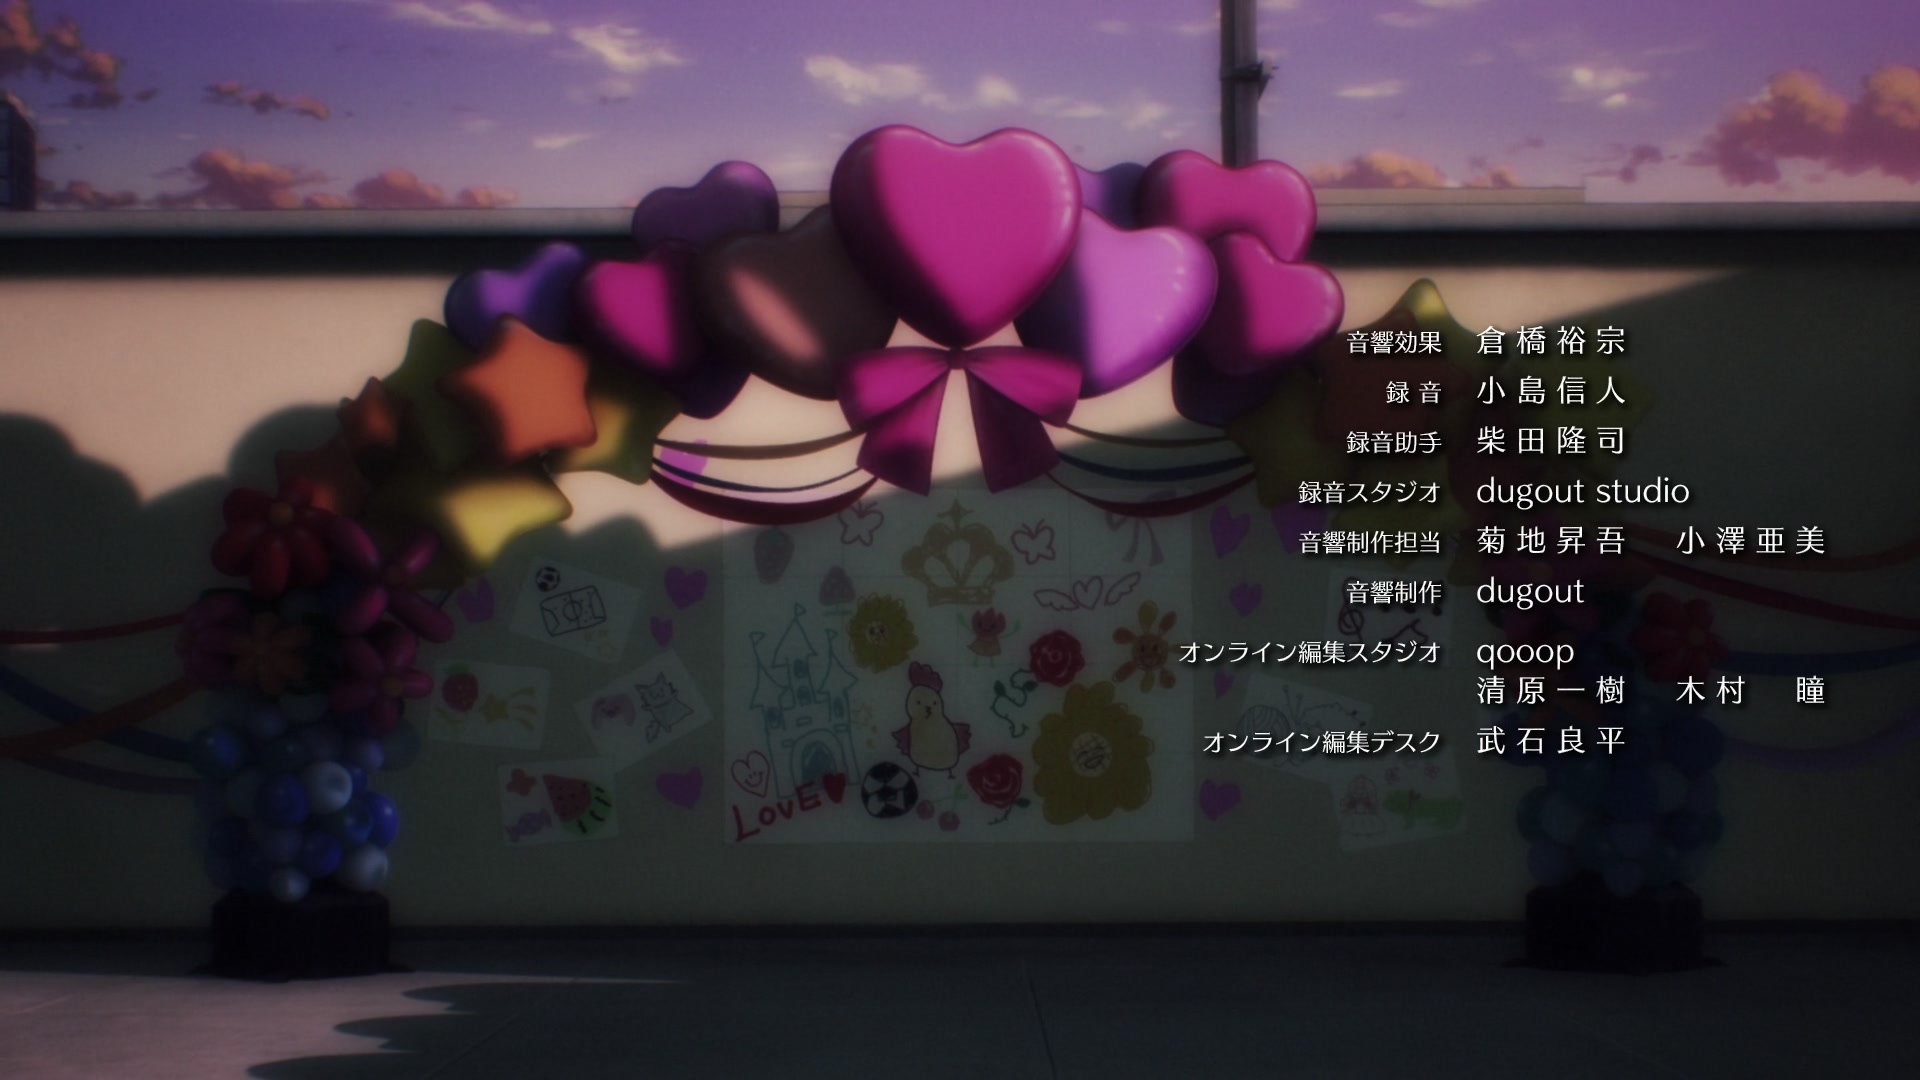 音響効果 倉橋裕宗
録音 小島信人
録音助手 柴田隆司
録音スタジオ dugout studio
音響制作担当 菊地昇吾 小澤亜美
音響制作 dugout
オンライン編集スタジオ qooop
清原一樹 木村 瞳
オンライン編集デスク 武石良平
LOVE